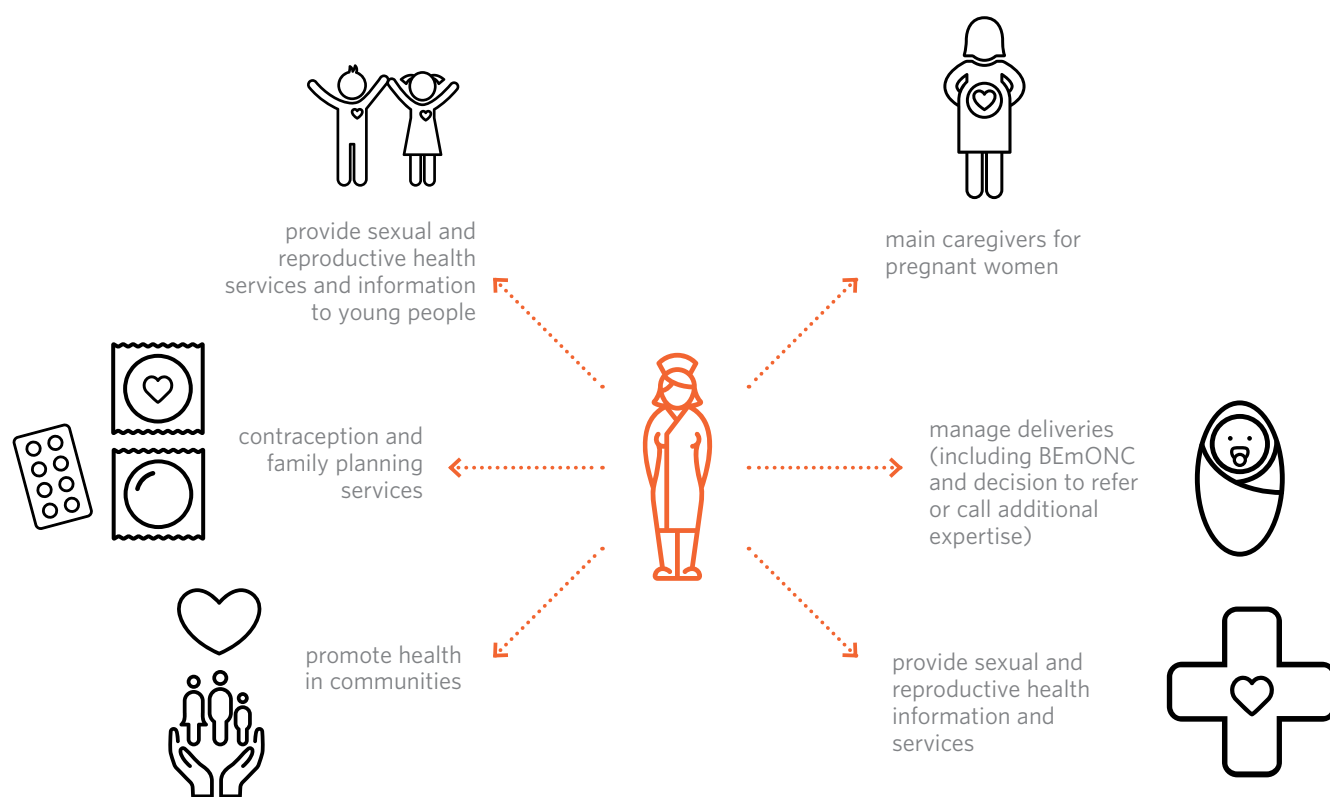 provide sexual and
reproductive health
services and information
to young people
main caregivers for
pregnant women
contraception and
family planning
services
manage deliveries
(including BEmONC
and decision to refer
or call additional
expertise)
promote health
in communities
provide sexual and
reproductive health
information and
services